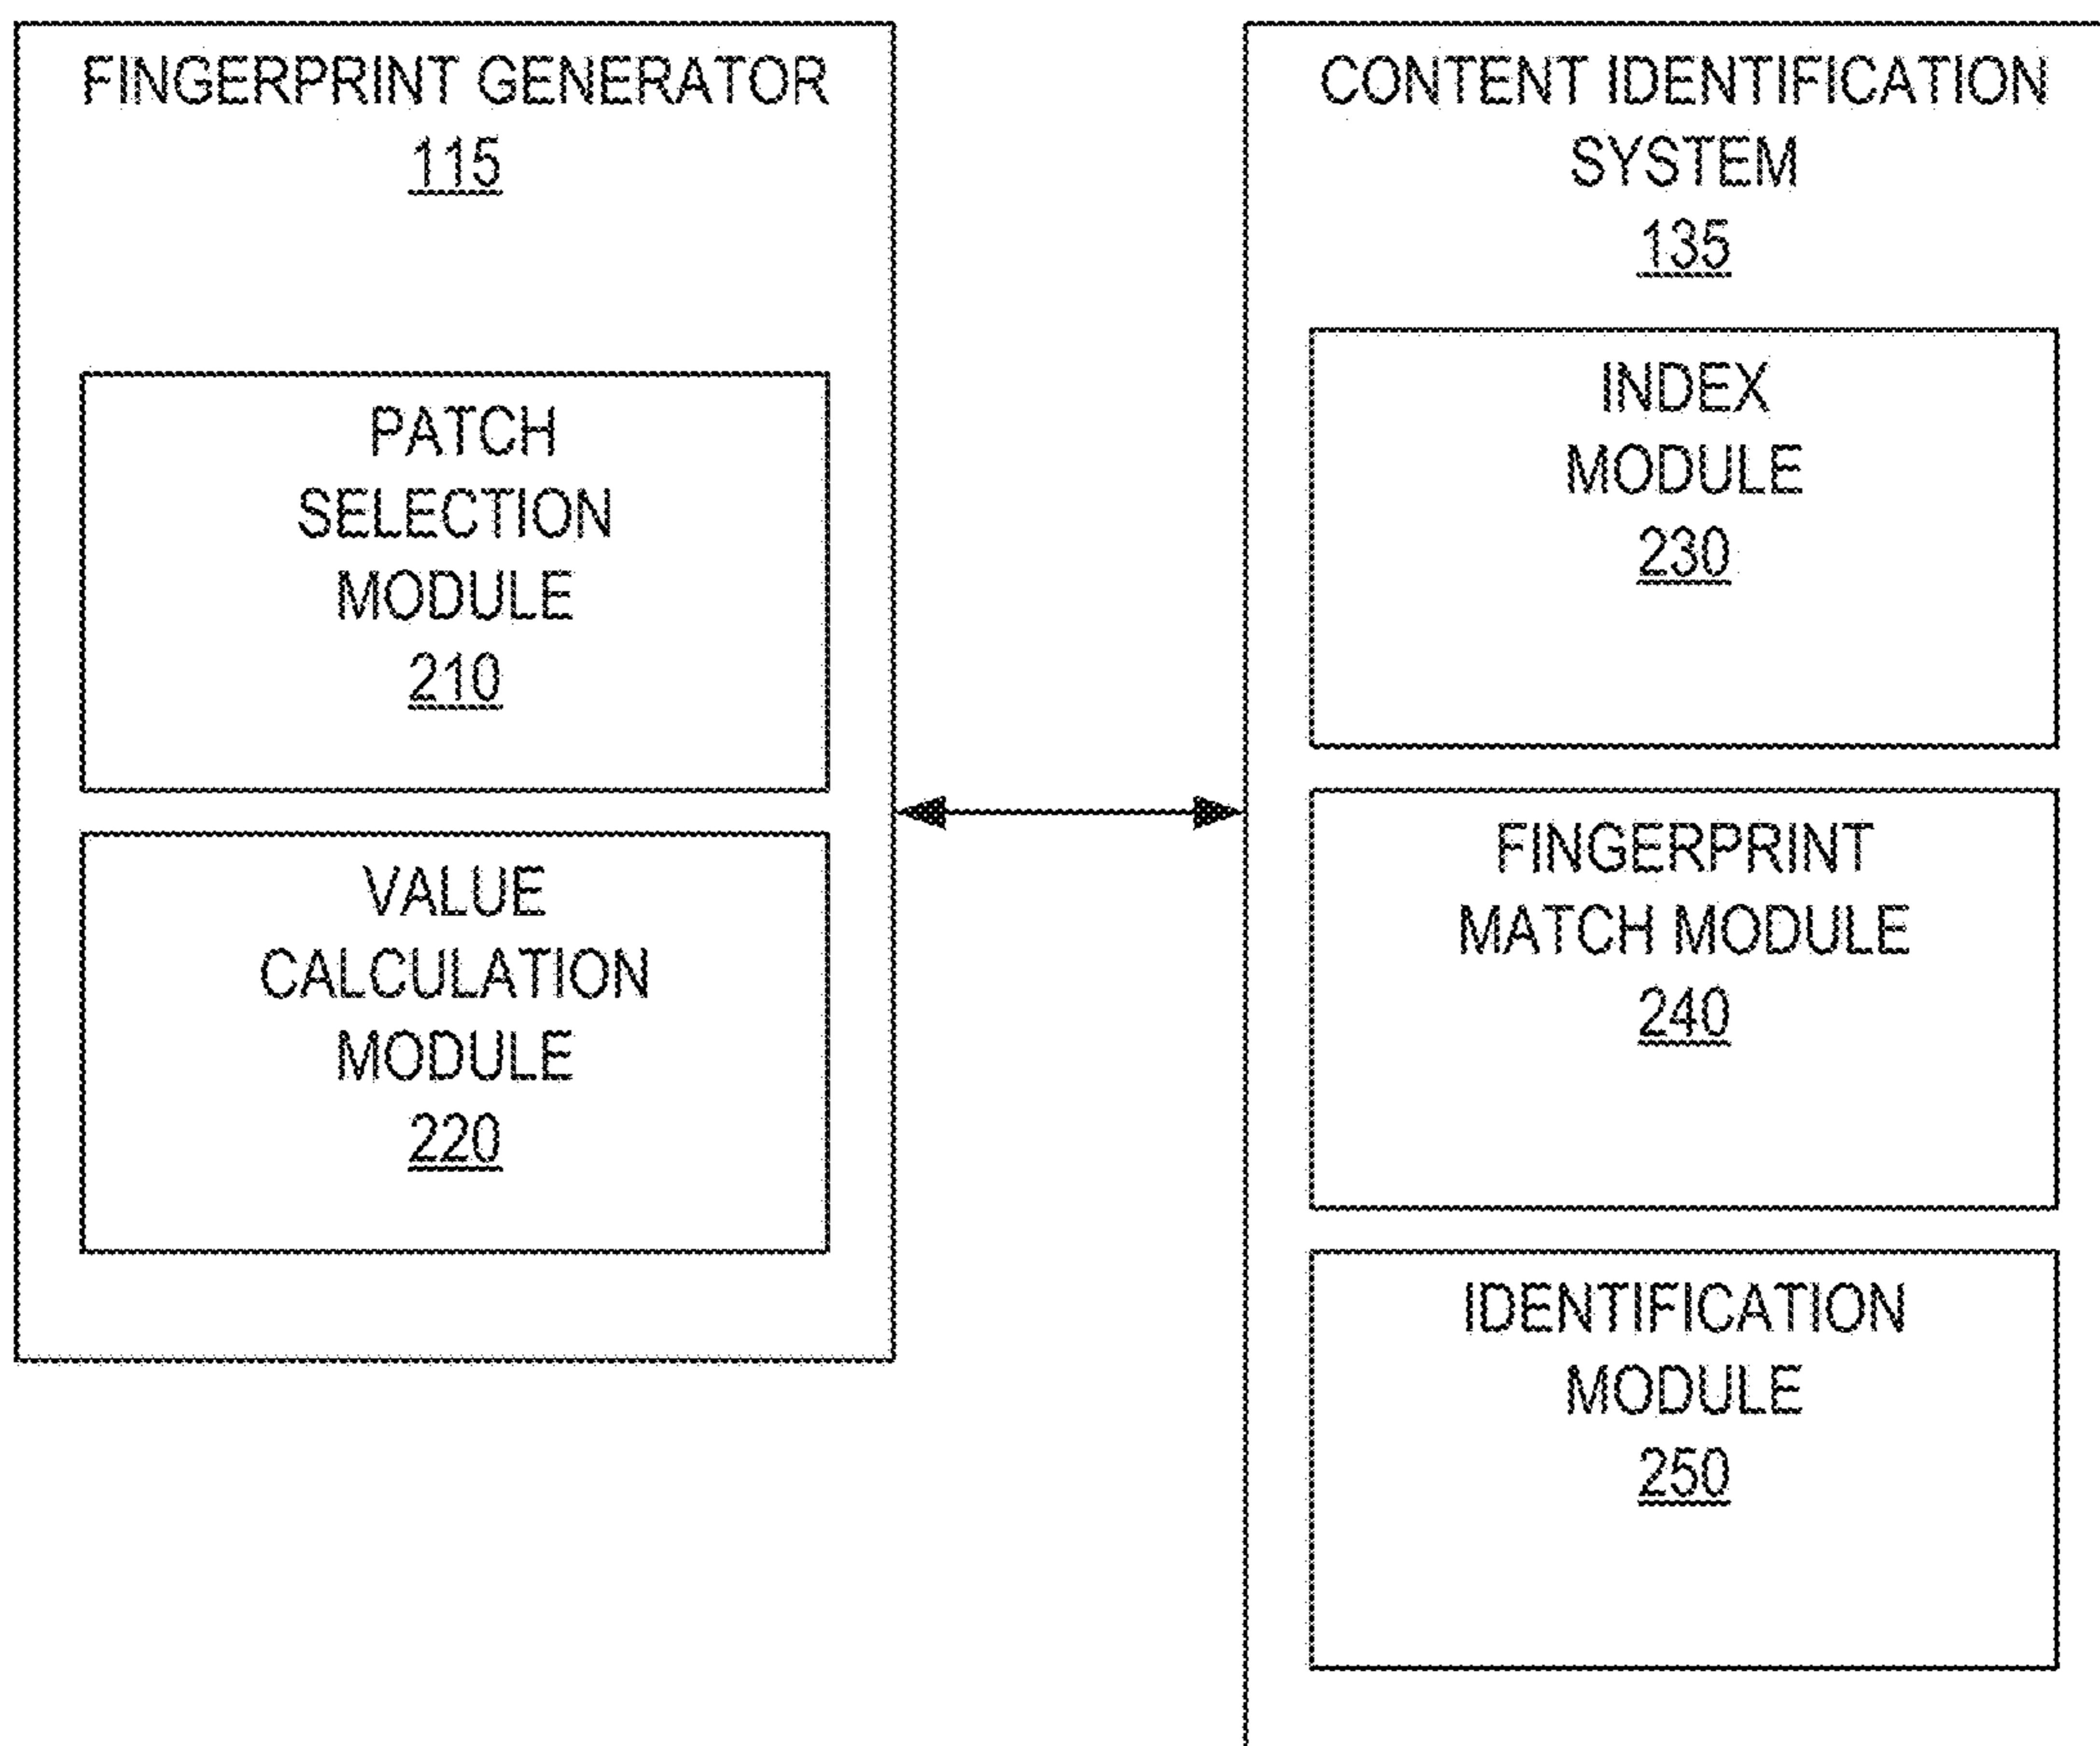 FINGERPRINT GENERATOR
115
PATCH
SELECTION
MODULE
210
VALUE
CALCULATION
MODULE
220
CONTENT IDENTIFICATION
SYSTEM
135
INDEX
MODULE
230
FINGERPRINT
MATCH MODULE
240
IDENTIFICATION
MODULE
250